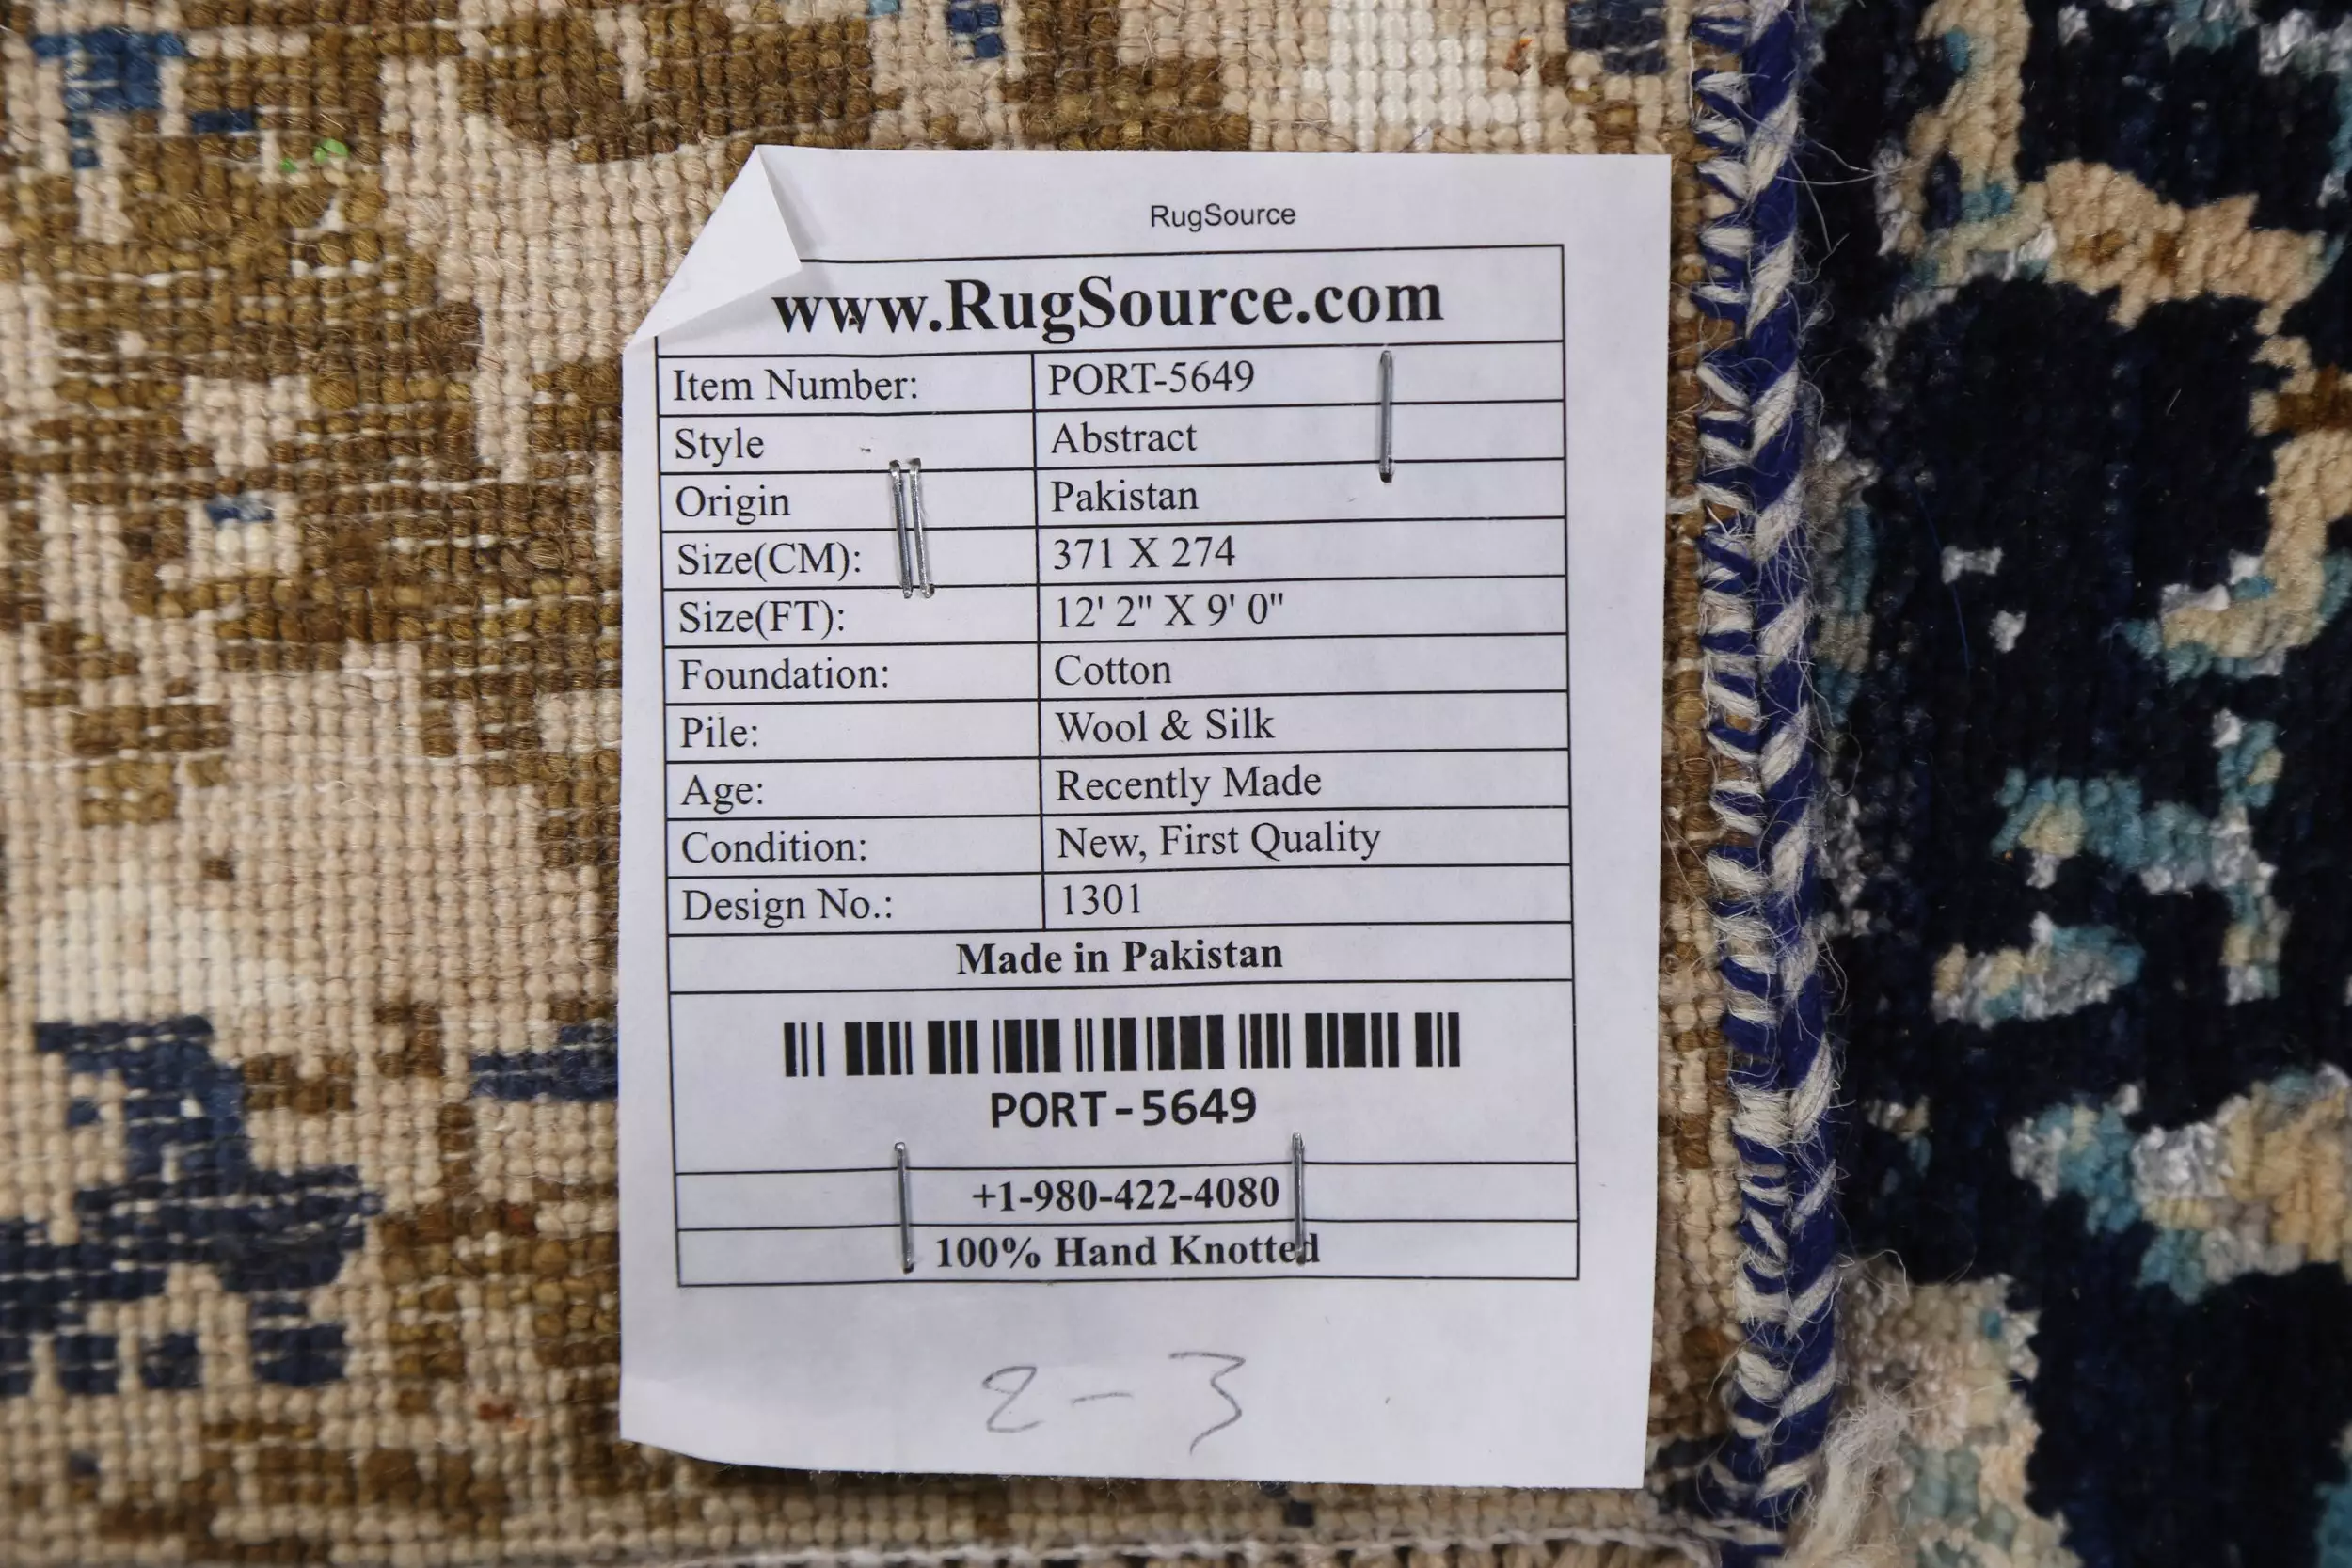 RugSource
www.RugSource.com
Item Number: PORT-5649
Style Abstract
Origin Pakistan
Size(CM): 371 X 274
Size(FT): 12' 2" X 9' 0"
Foundation: Cotton
Pile: Wool & Silk
Age: Recently Made
Condition: New, First Quality
Design No.: 1301
Made in Pakistan
PORT-5649
+1-980-422-4080
100% Hand Knotted
2-3